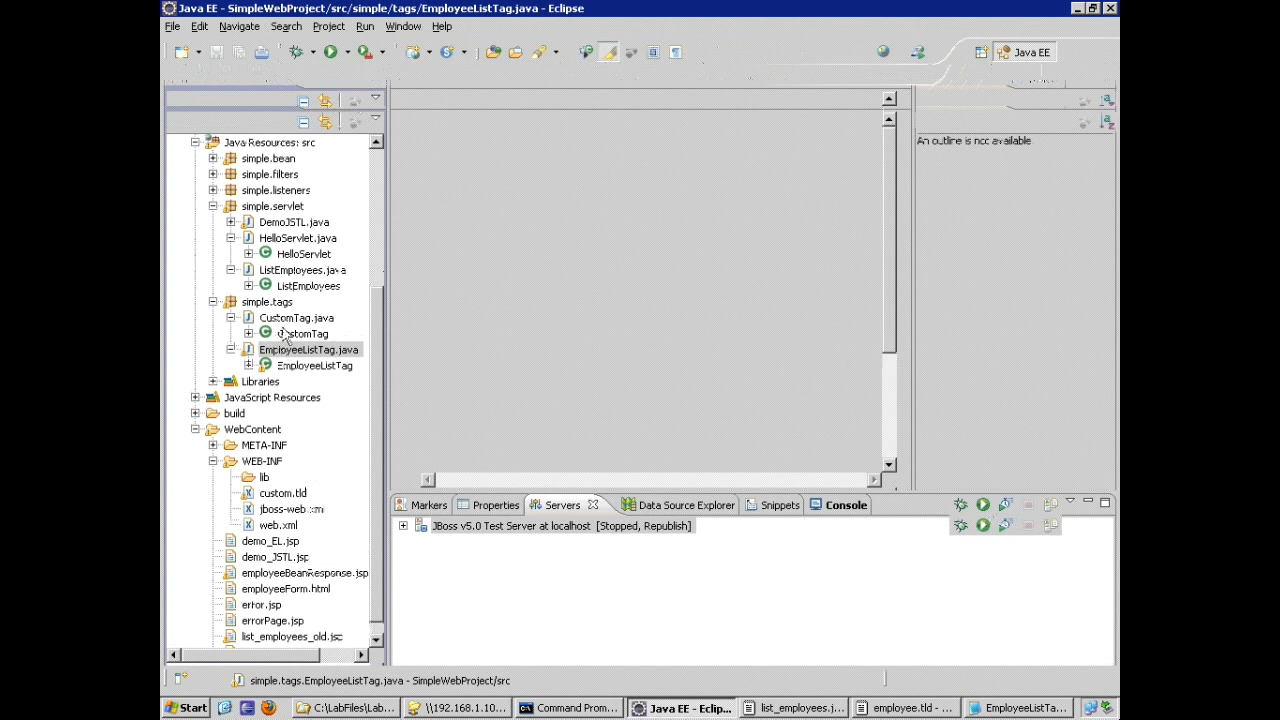 Java EE - SimpleWebProject/src/simple/tags/EmployeeListTag.java - Eclipse
File Edit Navigate Search Project Run Window Help
Java EE
Java Resources: src
simple.bean
simple.filters
simple.listeners
simple.servlet
DemoJSTL.java
HelloServlet.java
HelloServlet
ListEmployees.java
ListEmployees
simple.tags
CustomTag.java
CustomTag
EmployeeListTag.java
EmployeeListTag
Libraries
JavaScript Resources
build
WebContent
META-INF
WEB-INF
lib
custom.tld
jboss-web.xml
web.xml
demo_EL.jsp
demo_JSTL.jsp
employeeBeanResponse.jsp
employeeForm.html
error.jsp
errorPage.jsp
list_employees_old.jsp
An outline is not available.
Markers Properties Servers Data Source Explorer Snippets Console
JBoss v5.0 Test Server at localhost [Stopped, Republish]
simple.tags.EmployeeListTag.java - SimpleWebProject/src
Start C:\LabFiles\Lab... \\192.168.1.10... Command Prom... Java EE - Eclip... list_employees.j... employee.tld - ... EmployeeListTa...